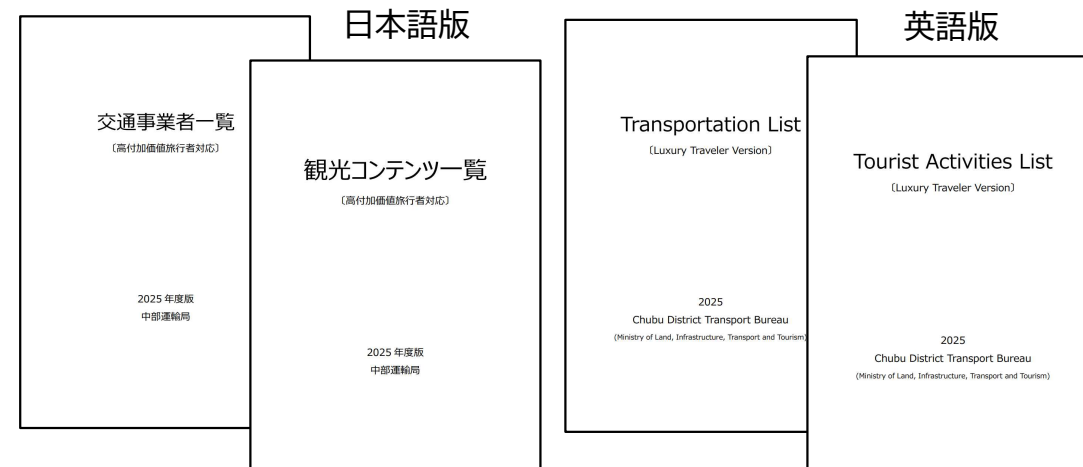 日本語版
交通事業者一覧
〔高付加価値旅行者対応〕
2025 年度版
中部運輸局
観光コンテンツ一覧
〔高付加価値旅行者対応〕
2025 年度版
中部運輸局
英語版
Transportation List
〔Luxury Traveler Version〕
2025
Chubu District Transport Bureau
(Ministry of Land, Infrastructure, Transport and Tourism)
Tourist Activities List
〔Luxury Traveler Version〕
2025
Chubu District Transport Bureau
(Ministry of Land, Infrastructure, Transport and Tourism)